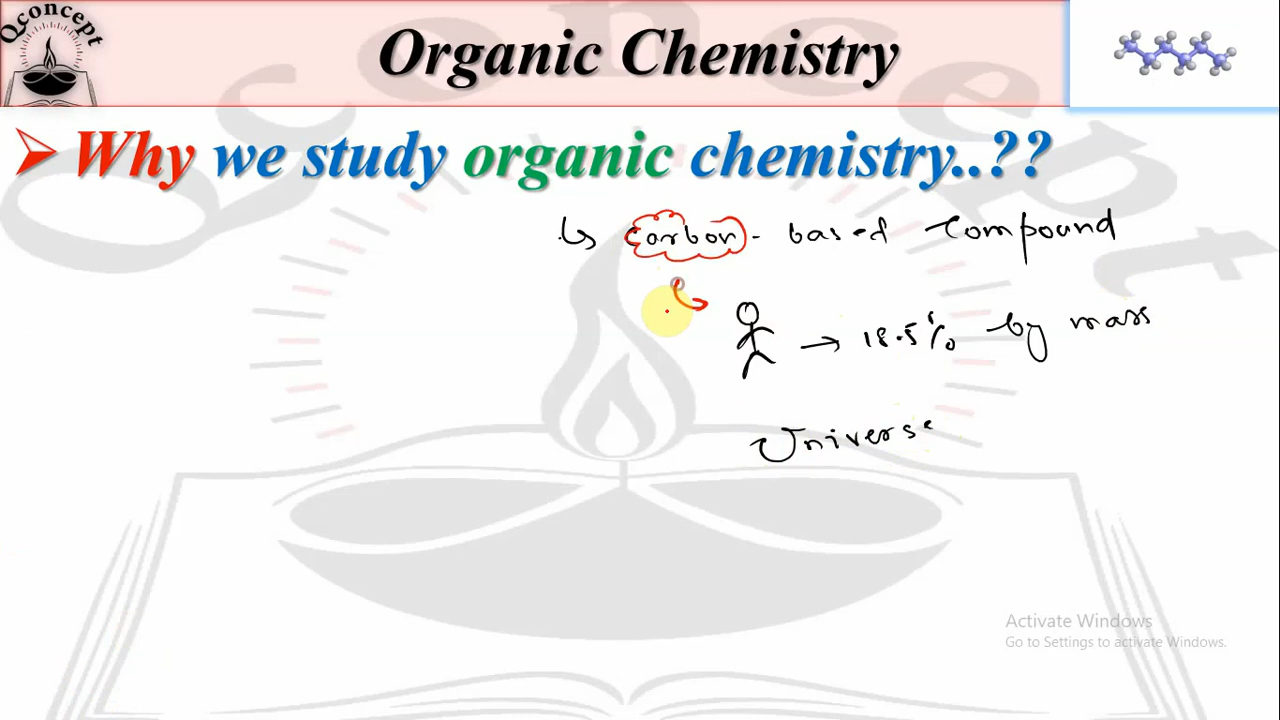 Qconcept
Organic Chemistry
Why we study organic chemistry..??
Carbon - based Compound
→ 18.5% by mass
Universe
Activate Windows
Go to Settings to activate Windows.
Qconcept